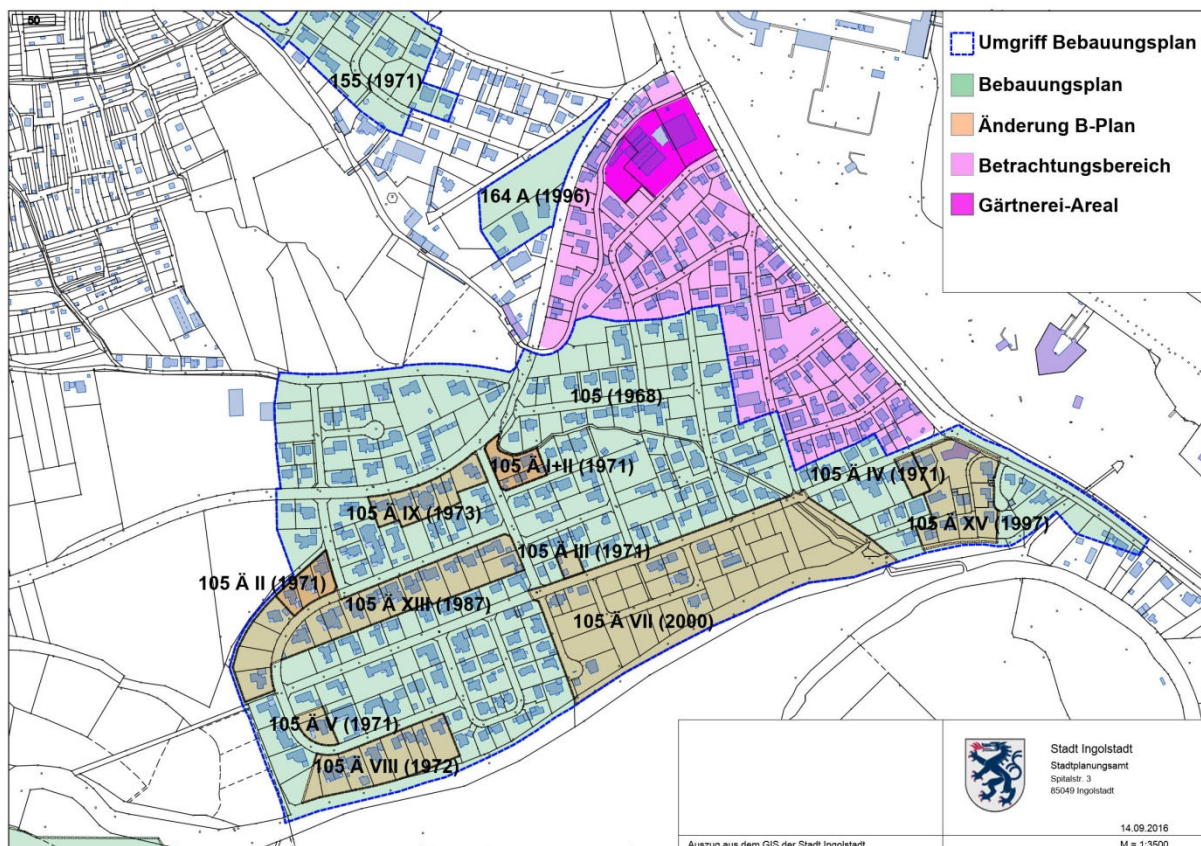 50
Umgriff Bebauungsplan
Bebauungsplan
Änderung B-Plan
Betrachtungsbereich
Gärtnerei-Areal
155 (1971)
164 A (1996)
105 (1968)
105 Ä I+II (1971)
105 Ä IV (1971)
105 Ä IX (1973)
105 Ä XV (1997)
105 Ä III (1971)
105 Ä II (1971)
105 Ä XIII (1987)
105 Ä VII (2000)
105 Ä V (1971)
105 Ä VIII (1972)
Stadt Ingolstadt
Stadtplanungsamt
Spitalstr. 3
85049 Ingolstadt
14.09.2016
Auszug aus dem GIS der Stadt Ingolstadt
M = 1:3500